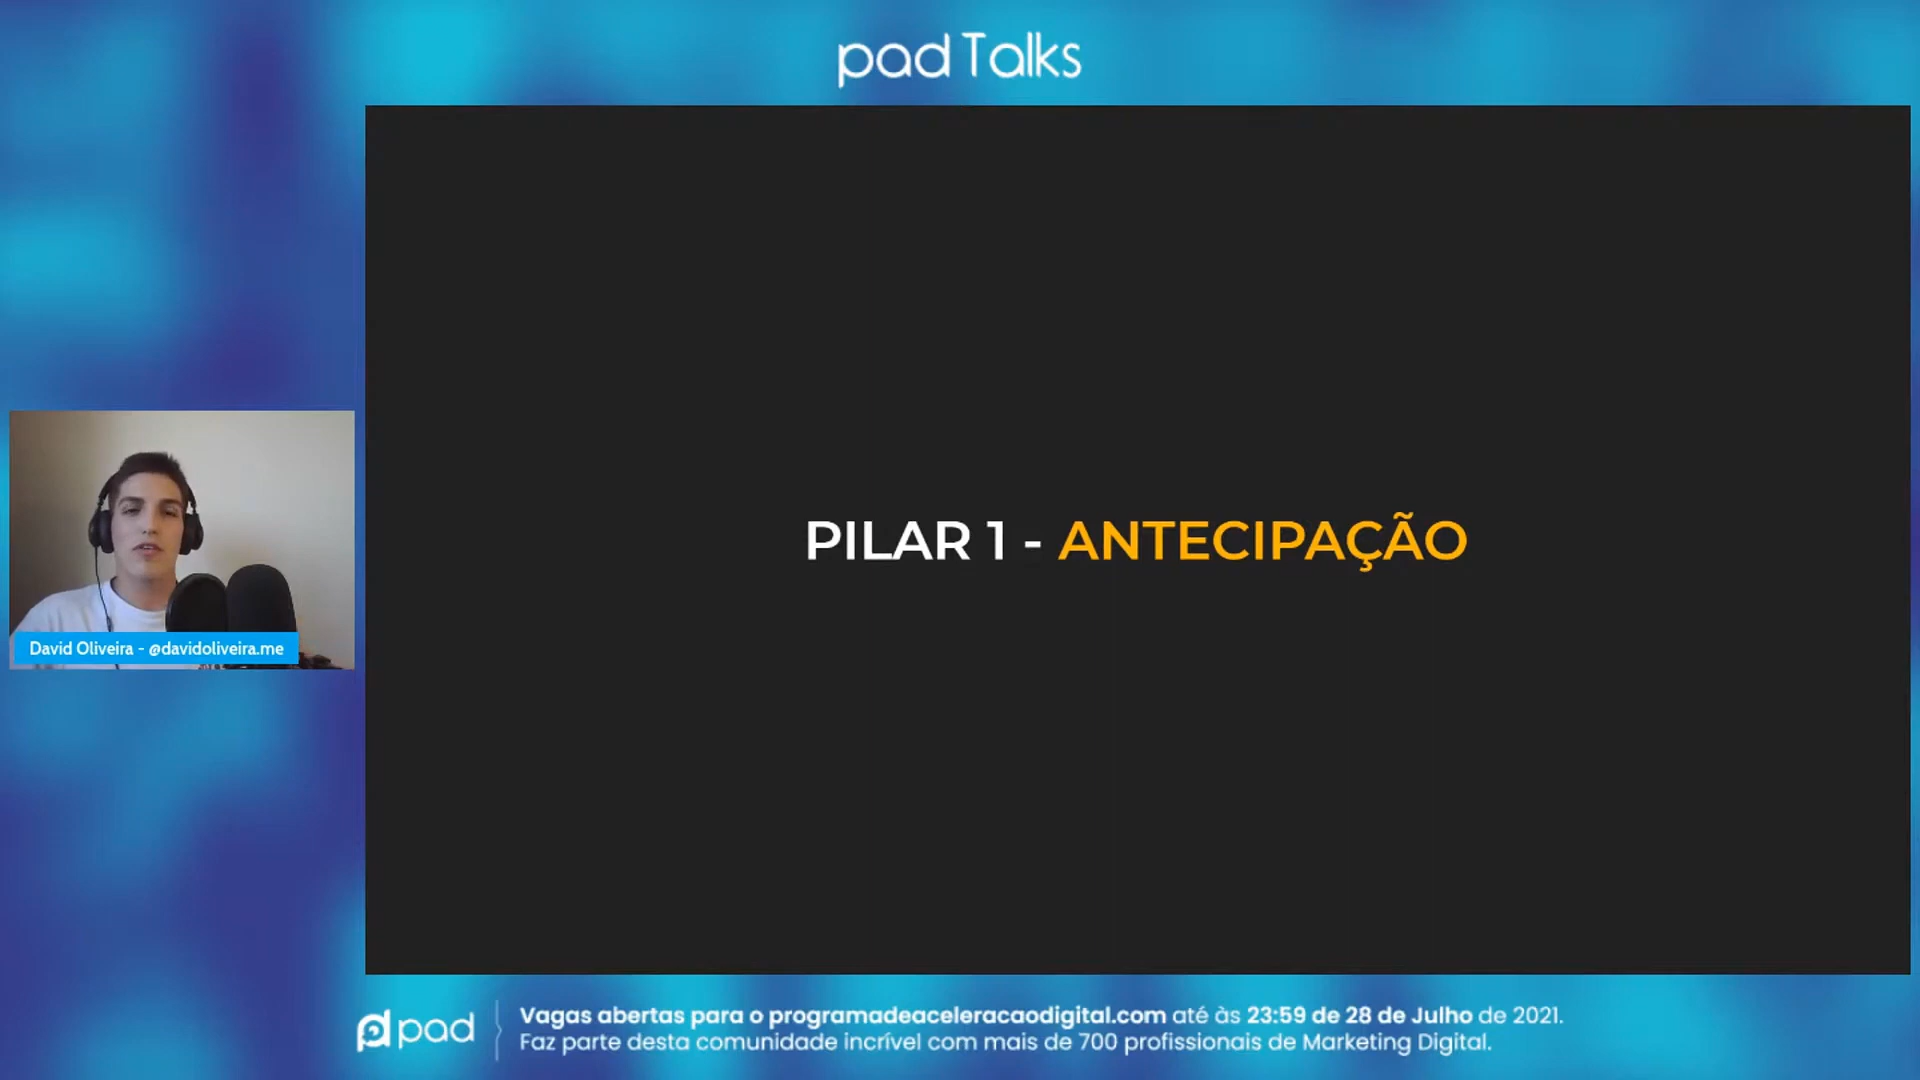 pad Talks
PILAR 1 - ANTECIPAÇÃO
David Oliveira - @davidoliveira.me
pad
Vagas abertas para o programadeaceleracaodigital.com até às 23:59 de 28 de Julho de 2021.
Faz parte desta comunidade incrível com mais de 700 profissionais de Marketing Digital.